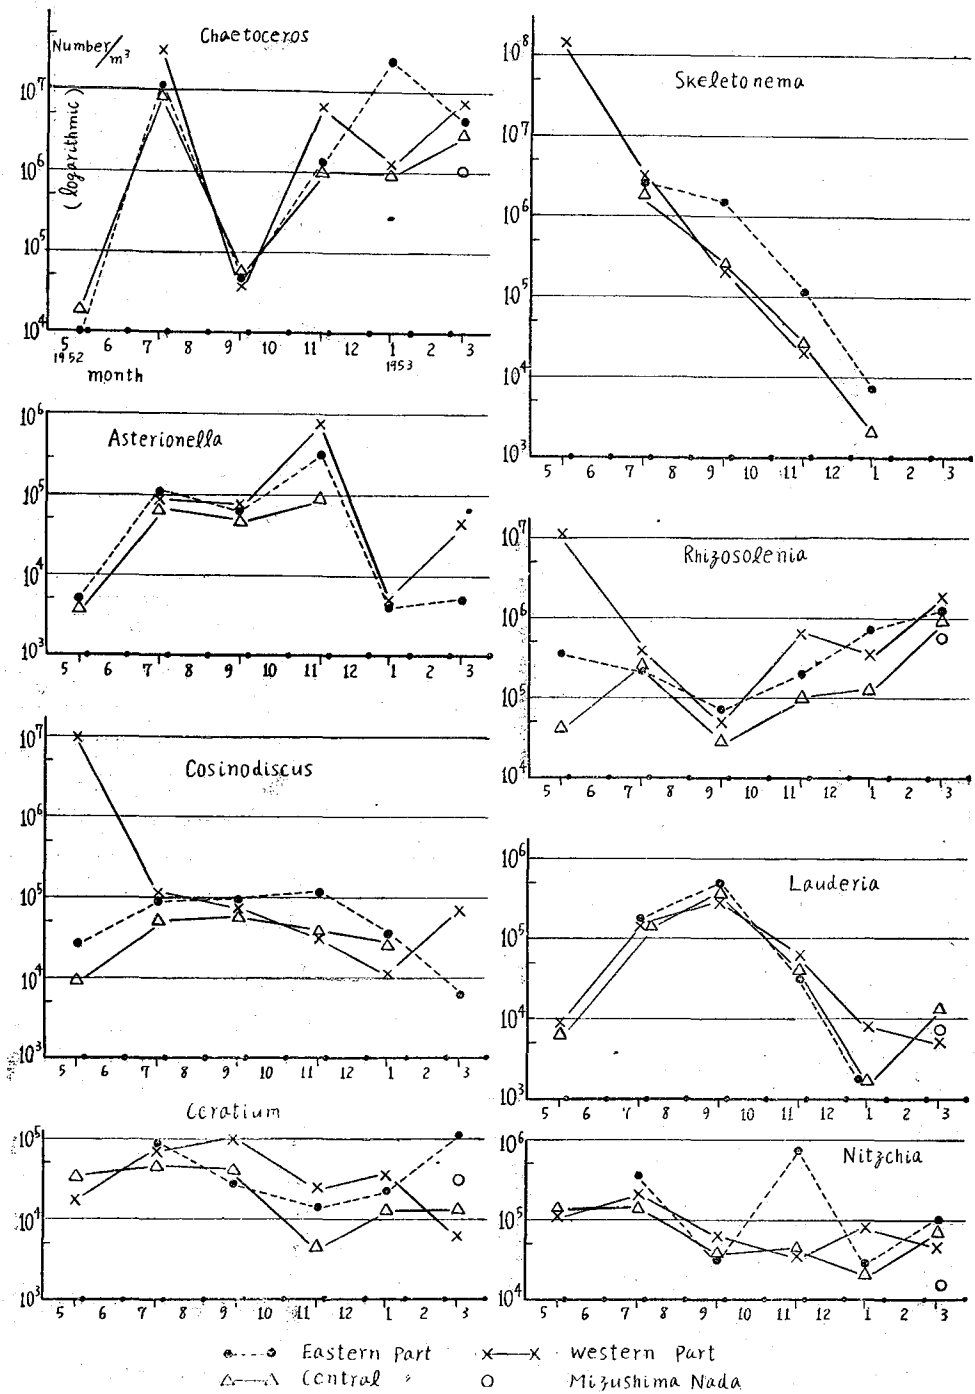 Number/m³
Chaetoceros
(logarithmic)
10⁷
10⁶
10⁵
10⁴
5 6 7 8 9 10 11 12 1 2 3
1952 1953
month
Skeletonema
10⁸
10⁷
10⁶
10⁵
10⁴
10³
5 6 7 8 9 10 11 12 1 2 3
Asterionella
10⁶
10⁵
10⁴
10³
5 6 7 8 9 10 11 12 1 2 3
Rhizosolenia
10⁷
10⁶
10⁵
10⁴
5 6 7 8 9 10 11 12 1 2 3
Cosinodiscus
10⁷
10⁶
10⁵
10⁴
10³
5 6 7 8 9 10 11 12 1 2 3
Lauderia
10⁶
10⁵
10⁴
10³
5 6 7 8 9 10 11 12 1 2 3
Ceratium
10⁵
10⁴
10³
5 6 7 8 9 10 11 12 1 2 3
Nitzchia
10⁶
10⁵
10⁴
5 6 7 8 9 10 11 12 1 2 3
Eastern Part Western Part
Central 〃 Mizushima Nada